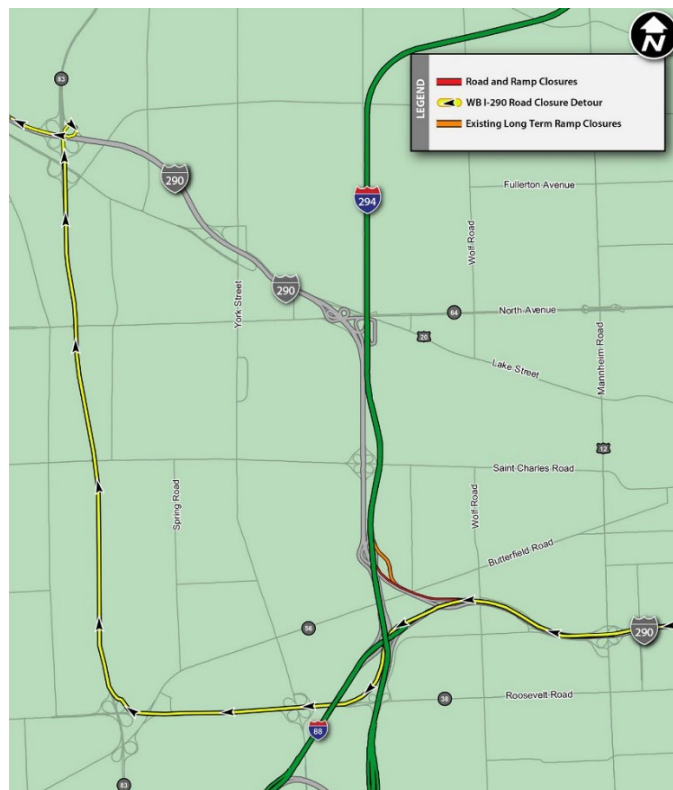 N
LEGEND
Road and Ramp Closures
WB I-290 Road Closure Detour
Existing Long Term Ramp Closures
83
290
294
Fullerton Avenue
Wolf Road
290
York Street
64
North Avenue
20
Lake Street
Mannheim Road
12
Saint Charles Road
Spring Road
Wolf Road
Butterfield Road
56
290
38
Roosevelt Road
88
83